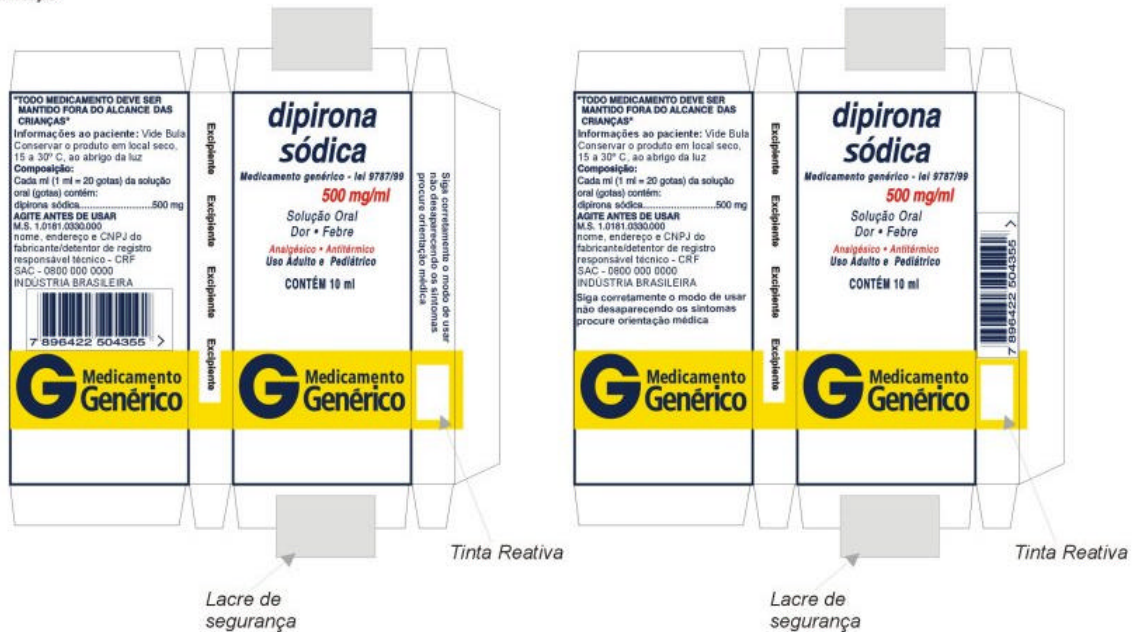 "TODO MEDICAMENTO DEVE SER
MANTIDO FORA DO ALCANCE DAS
CRIANÇAS"
Informações ao paciente: Vide Bula
Conservar o produto em local seco,
15 a 30º C, ao abrigo da luz
Composição:
Cada ml (1 ml = 20 gotas) da solução
oral (gotas) contém:
dipirona sódica......................500 mg
AGITE ANTES DE USAR
M.S. 1.0181.0330.000
nome, endereço e CNPJ do
fabricante/detentor de registro
responsável técnico - CRF
SAC - 0800 000 0000
INDÚSTRIA BRASILEIRA
7 896422 504355 >
G Medicamento
Genérico
Excipiente Excipiente Excipiente Excipiente
dipirona
sódica
Medicamento genérico - lei 9787/99
500 mg/ml
Solução Oral
Dor • Febre
Analgésico • Antitérmico
Uso Adulto e Pediátrico
CONTÉM 10 ml
G Medicamento
Genérico
Siga corretamente o modo de usar
não desaparecendo os sintomas
procure orientação médica
Tinta Reativa
Lacre de
segurança
"TODO MEDICAMENTO DEVE SER
MANTIDO FORA DO ALCANCE DAS
CRIANÇAS"
Informações ao paciente: Vide Bula
Conservar o produto em local seco,
15 a 30º C, ao abrigo da luz
Composição:
Cada ml (1 ml = 20 gotas) da solução
oral (gotas) contém:
dipirona sódica......................500 mg
AGITE ANTES DE USAR
M.S. 1.0181.0330.000
nome, endereço e CNPJ do
fabricante/detentor de registro
responsável técnico - CRF
SAC - 0800 000 0000
INDÚSTRIA BRASILEIRA
Siga corretamente o modo de usar
não desaparecendo os sintomas
procure orientação médica
G Medicamento
Genérico
Excipiente Excipiente Excipiente Excipiente
dipirona
sódica
Medicamento genérico - lei 9787/99
500 mg/ml
Solução Oral
Dor • Febre
Analgésico • Antitérmico
Uso Adulto e Pediátrico
CONTÉM 10 ml
G Medicamento
Genérico
7 896422 504355 >
Tinta Reativa
Lacre de
segurança